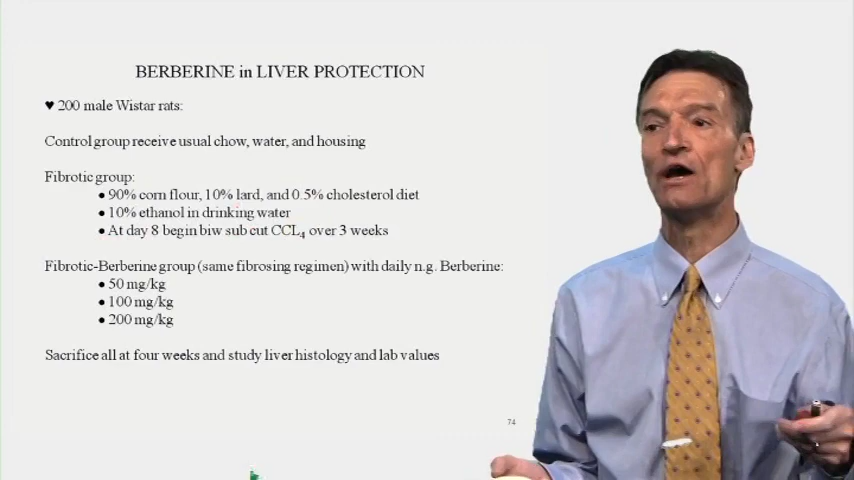 BERBERINE in LIVER PROTECTION
♥ 200 male Wistar rats:
Control group receive usual chow, water, and housing
Fibrotic group:
● 90% corn flour, 10% lard, and 0.5% cholesterol diet
● 10% ethanol in drinking water
● At day 8 begin biw sub cut CCL₄ over 3 weeks
Fibrotic-Berberine group (same fibrosing regimen) with daily n.g. Berberine:
● 50 mg/kg
● 100 mg/kg
● 200 mg/kg
Sacrifice all at four weeks and study liver histology and lab values
74